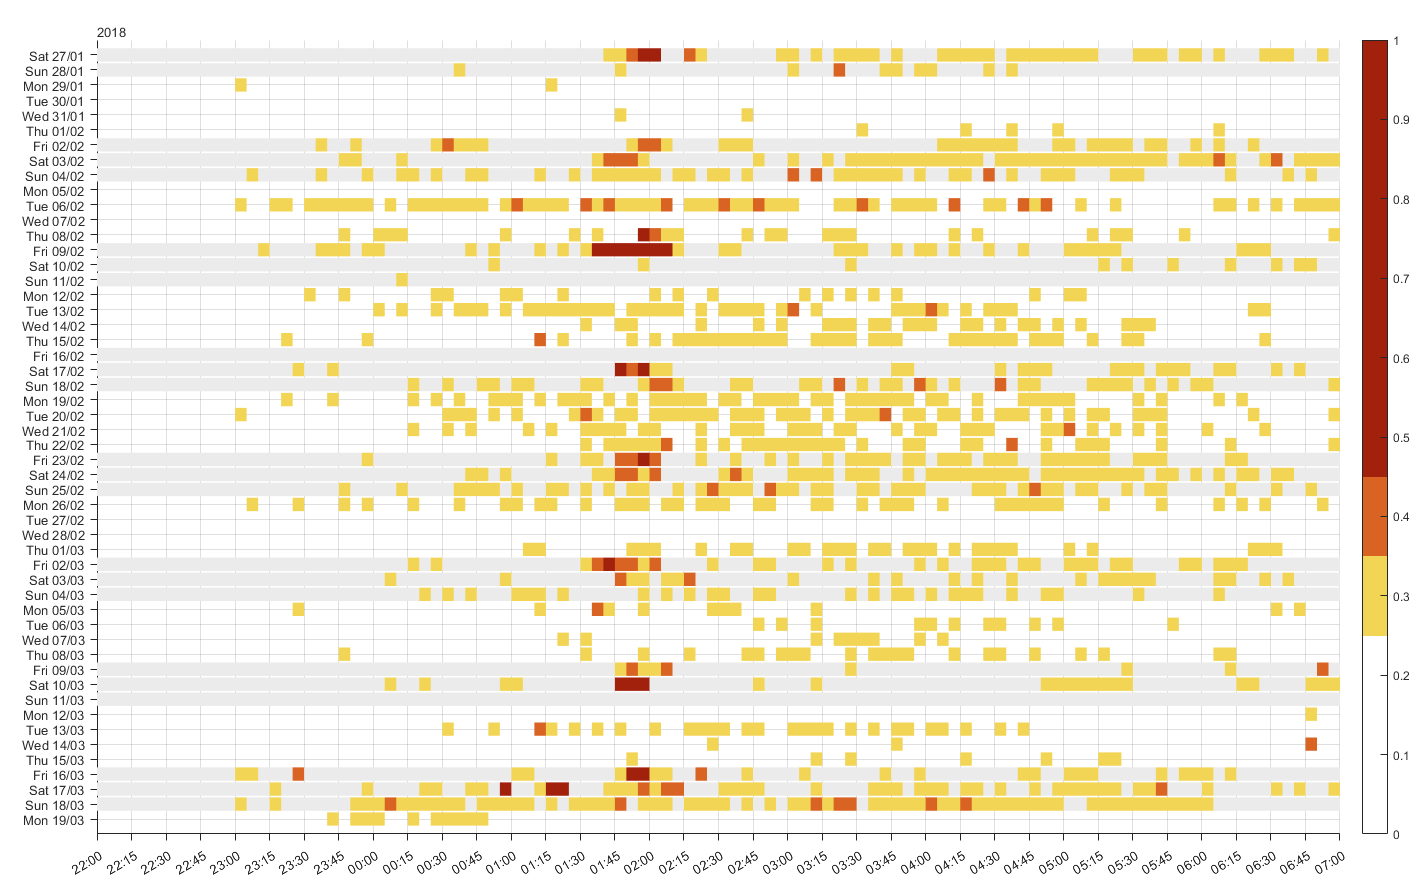 2018
Sat 27/01
Sun 28/01
Mon 29/01
Tue 30/01
Wed 31/01
Thu 01/02
Fri 02/02
Sat 03/02
Sun 04/02
Mon 05/02
Tue 06/02
Wed 07/02
Thu 08/02
Fri 09/02
Sat 10/02
Sun 11/02
Mon 12/02
Tue 13/02
Wed 14/02
Thu 15/02
Fri 16/02
Sat 17/02
Sun 18/02
Mon 19/02
Tue 20/02
Wed 21/02
Thu 22/02
Fri 23/02
Sat 24/02
Sun 25/02
Mon 26/02
Tue 27/02
Wed 28/02
Thu 01/03
Fri 02/03
Sat 03/03
Sun 04/03
Mon 05/03
Tue 06/03
Wed 07/03
Thu 08/03
Fri 09/03
Sat 10/03
Sun 11/03
Mon 12/03
Tue 13/03
Wed 14/03
Thu 15/03
Fri 16/03
Sat 17/03
Sun 18/03
Mon 19/03
22:00 22:15 22:30 22:45 23:00 23:15 23:30 23:45 00:00 00:15 00:30 00:45 01:00 01:15 01:30 01:45 02:00 02:15 02:30 02:45 03:00 03:15 03:30 03:45 04:00 04:15 04:30 04:45 05:00 05:15 05:30 05:45 06:00 06:15 06:30 06:45 07:00
1
0.9
0.8
0.7
0.6
0.5
0.4
0.3
0.2
0.1
0